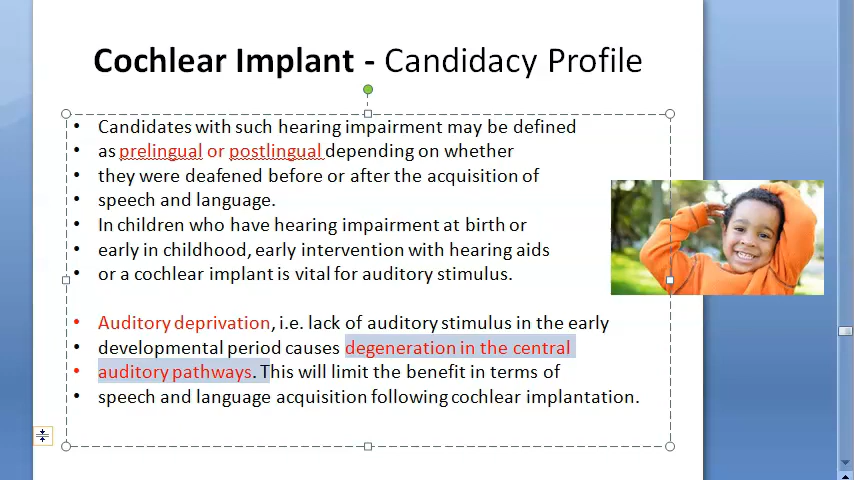 Cochlear Implant - Candidacy Profile
• Candidates with such hearing impairment may be defined
• as prelingual or postlingual depending on whether
• they were deafened before or after the acquisition of
• speech and language.
• In children who have hearing impairment at birth or
• early in childhood, early intervention with hearing aids
• or a cochlear implant is vital for auditory stimulus.
• Auditory deprivation, i.e. lack of auditory stimulus in the early
• developmental period causes degeneration in the central
• auditory pathways. This will limit the benefit in terms of
• speech and language acquisition following cochlear implantation.